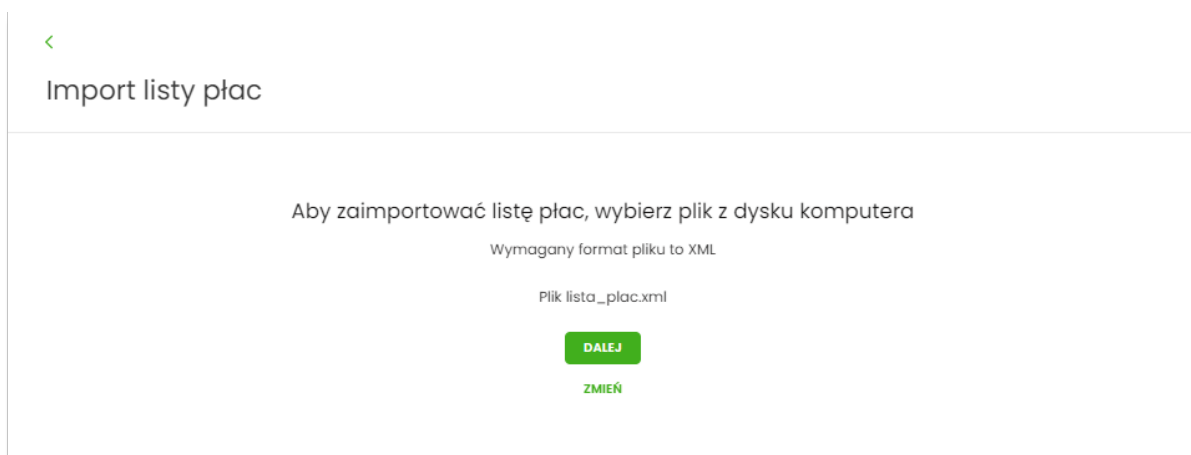 Import listy płac
Aby zaimportować listę płac, wybierz plik z dysku komputera
Wymagany format pliku to XML
Plik lista_plac.xml
DALEJ
ZMIEŃ